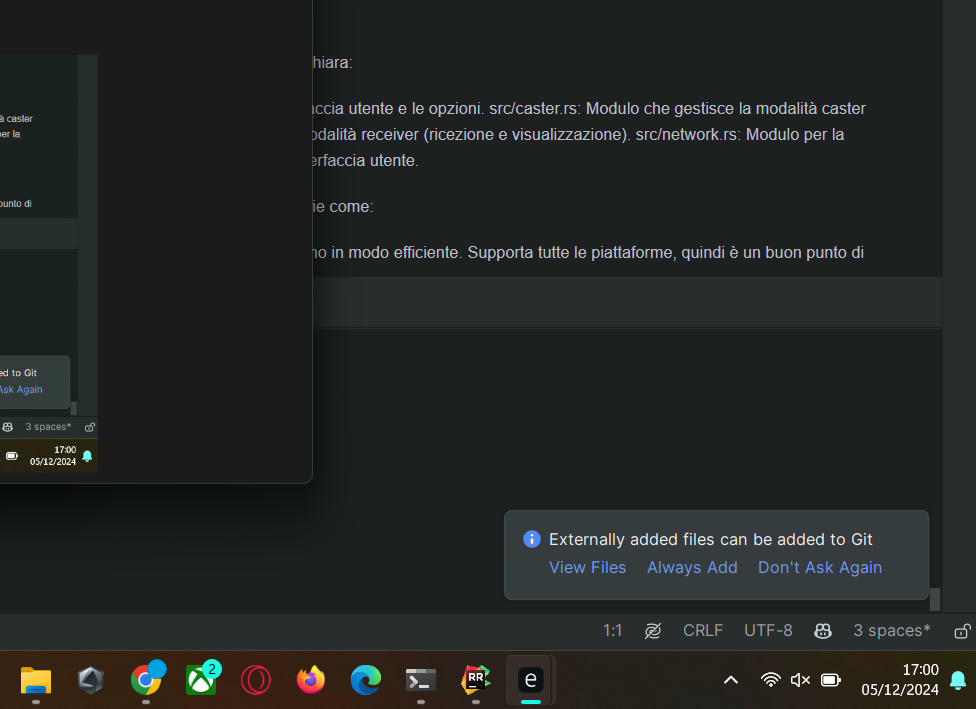 hiara:
accia utente e le opzioni. src/caster.rs: Modulo che gestisce la modalità caster
odalità receiver (ricezione e visualizzazione). src/network.rs: Modulo per la
erfaccia utente.
ie come:
no in modo efficiente. Supporta tutte le piattaforme, quindi è un buon punto di
à caster
per la
punto di
ed to Git
Ask Again
3 spaces*
17:00
05/12/2024
Externally added files can be added to Git
View Files Always Add Don't Ask Again
1:1 CRLF UTF-8 3 spaces*
2
RR
e
17:00
05/12/2024